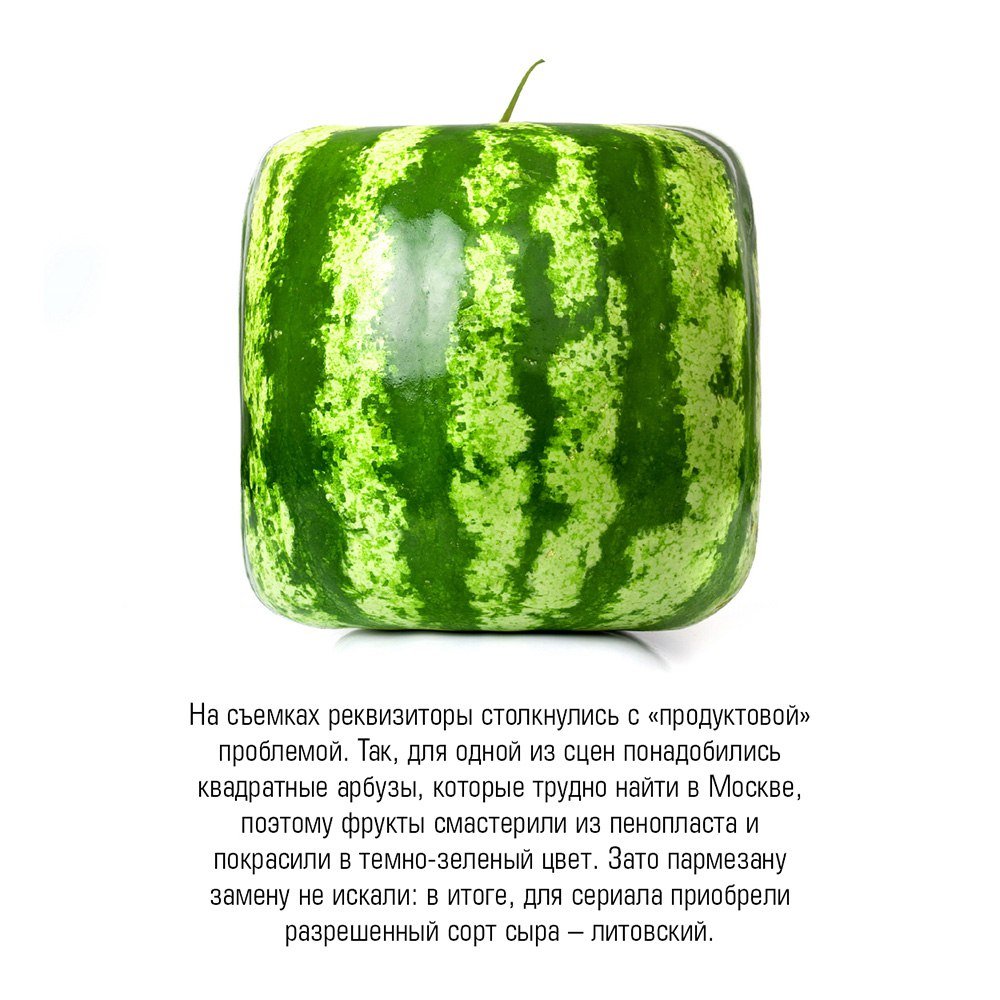 На съемках реквизиторы столкнулись с «продуктовой»
проблемой. Так, для одной из сцен понадобились
квадратные арбузы, которые трудно найти в Москве,
поэтому фрукты смастерили из пенопласта и
покрасили в темно-зеленый цвет. Зато пармезану
замену не искали: в итоге, для сериала приобрели
разрешенный сорт сыра – литовский.